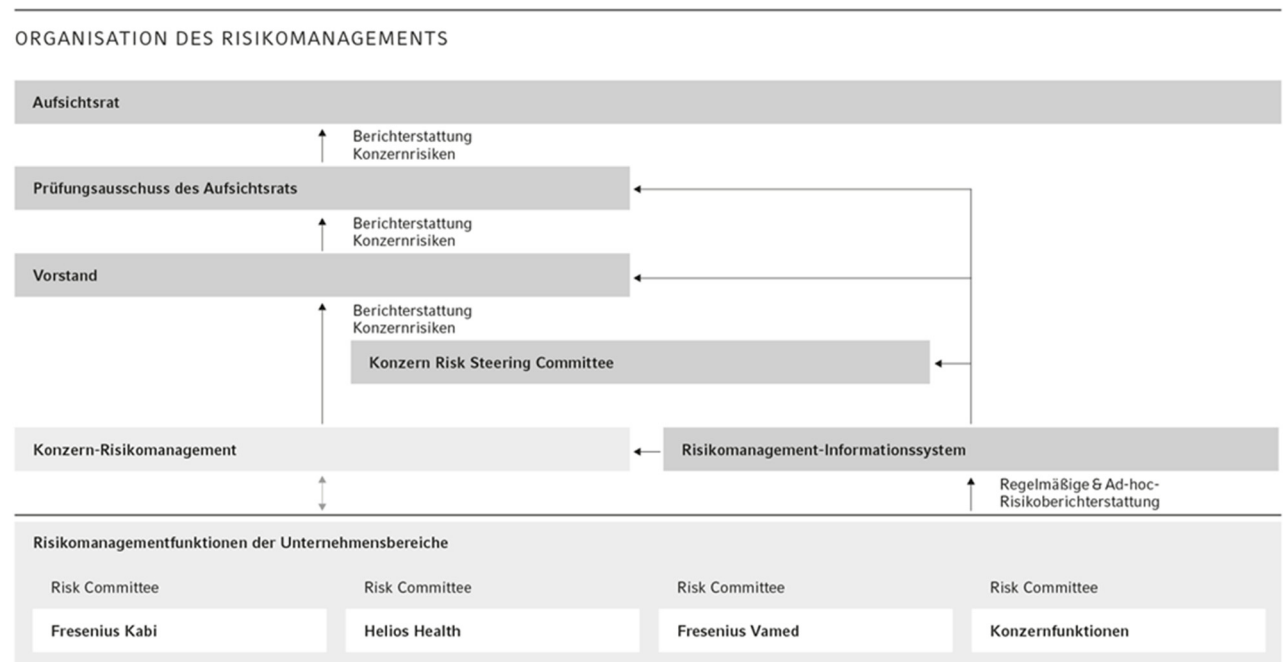 ORGANISATION DES RISIKOMANAGEMENTS
Aufsichtsrat
Berichterstattung
Konzernrisiken
Prüfungsausschuss des Aufsichtsrats
Berichterstattung
Konzernrisiken
Vorstand
Berichterstattung
Konzernrisiken
Konzern Risk Steering Committee
Konzern-Risikomanagement
Risikomanagement-Informationssystem
Regelmäßige & Ad-hoc-
Risikoberichterstattung
Risikomanagementfunktionen der Unternehmensbereiche
Risk Committee
Risk Committee
Risk Committee
Risk Committee
Fresenius Kabi
Helios Health
Fresenius Vamed
Konzernfunktionen